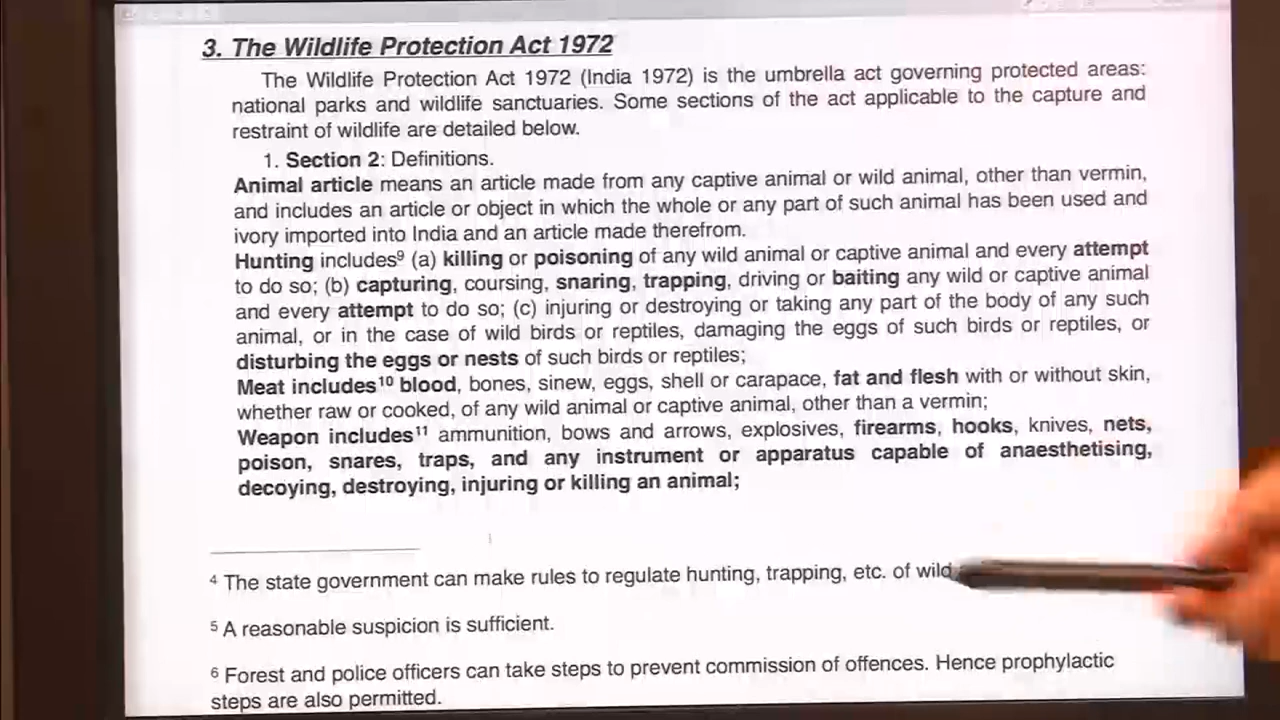 3. The Wildlife Protection Act 1972
The Wildlife Protection Act 1972 (India 1972) is the umbrella act governing protected areas:
national parks and wildlife sanctuaries. Some sections of the act applicable to the capture and
restraint of wildlife are detailed below.
1. Section 2: Definitions.
Animal article means an article made from any captive animal or wild animal, other than vermin,
and includes an article or object in which the whole or any part of such animal has been used and
ivory imported into India and an article made therefrom.
Hunting includes⁹ (a) killing or poisoning of any wild animal or captive animal and every attempt
to do so; (b) capturing, coursing, snaring, trapping, driving or baiting any wild or captive animal
and every attempt to do so; (c) injuring or destroying or taking any part of the body of any such
animal, or in the case of wild birds or reptiles, damaging the eggs of such birds or reptiles, or
disturbing the eggs or nests of such birds or reptiles;
Meat includes¹⁰ blood, bones, sinew, eggs, shell or carapace, fat and flesh with or without skin,
whether raw or cooked, of any wild animal or captive animal, other than a vermin;
Weapon includes¹¹ ammunition, bows and arrows, explosives, firearms, hooks, knives, nets,
poison, snares, traps, and any instrument or apparatus capable of anaesthetising,
decoying, destroying, injuring or killing an animal;
⁴ The state government can make rules to regulate hunting, trapping, etc. of wild
⁵ A reasonable suspicion is sufficient.
⁶ Forest and police officers can take steps to prevent commission of offences. Hence prophylactic
steps are also permitted.